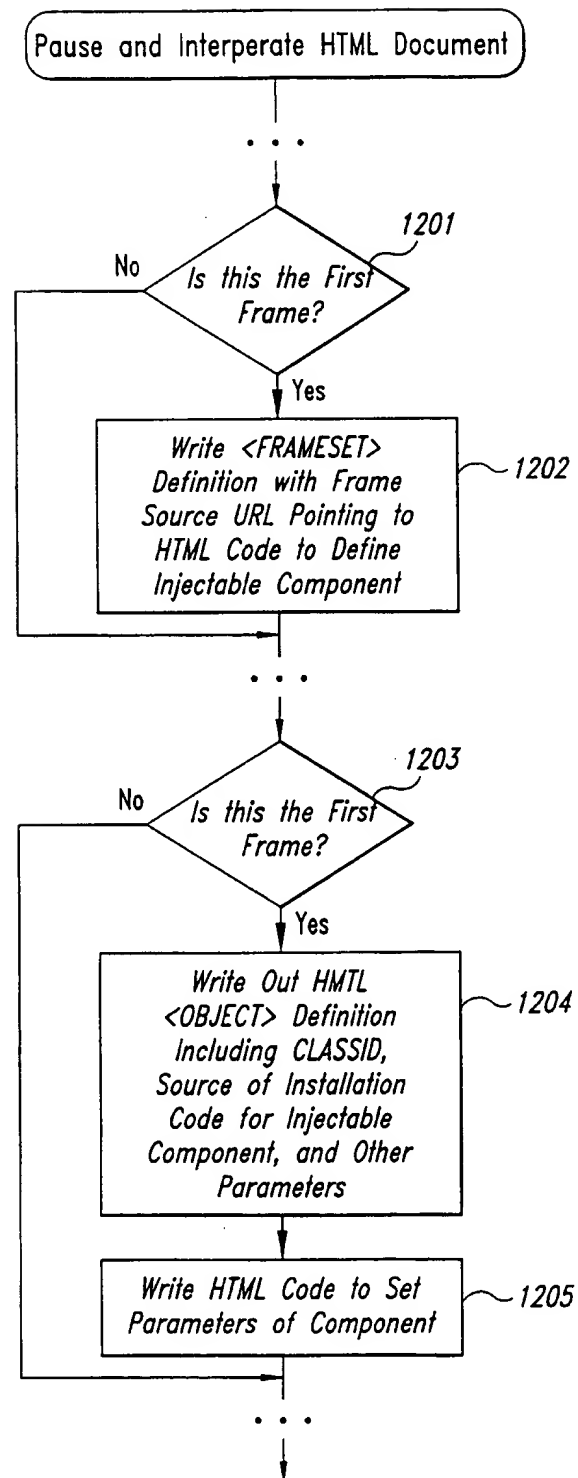 Pause and Interperate HTML Document
. . .
1201
No
Is this the First
Frame?
Yes
Write <FRAMESET>
Definition with Frame
Source URL Pointing to
HTML Code to Define
Injectable Component
1202
. . .
1203
No
Is this the First
Frame?
Yes
Write Out HMTL
<OBJECT> Definition
Including CLASSID,
Source of Installation
Code for Injectable
Component, and Other
Parameters
1204
Write HTML Code to Set
Parameters of Component
1205
. . .